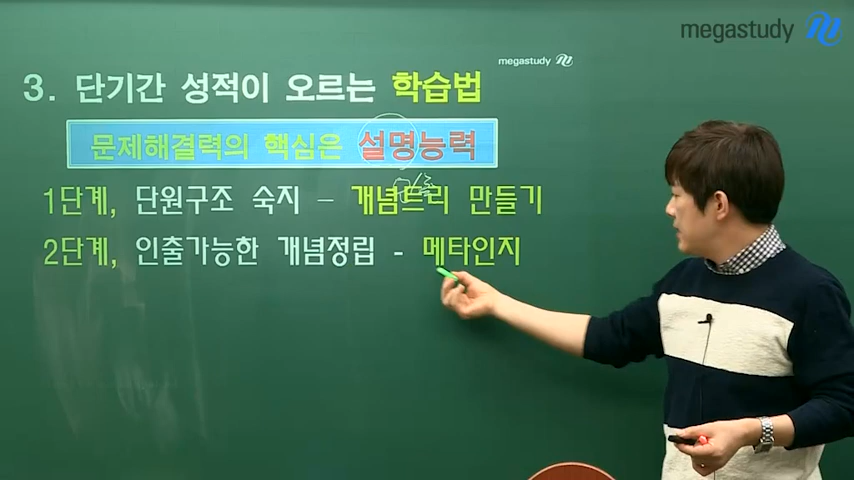 megastudy
megastudy
3. 단기간 성적이 오르는 학습법
문제해결력의 핵심은 설명능력
1단계, 단원구조 숙지 - 개념트리 만들기
2단계, 인출가능한 개념정립 - 메타인지